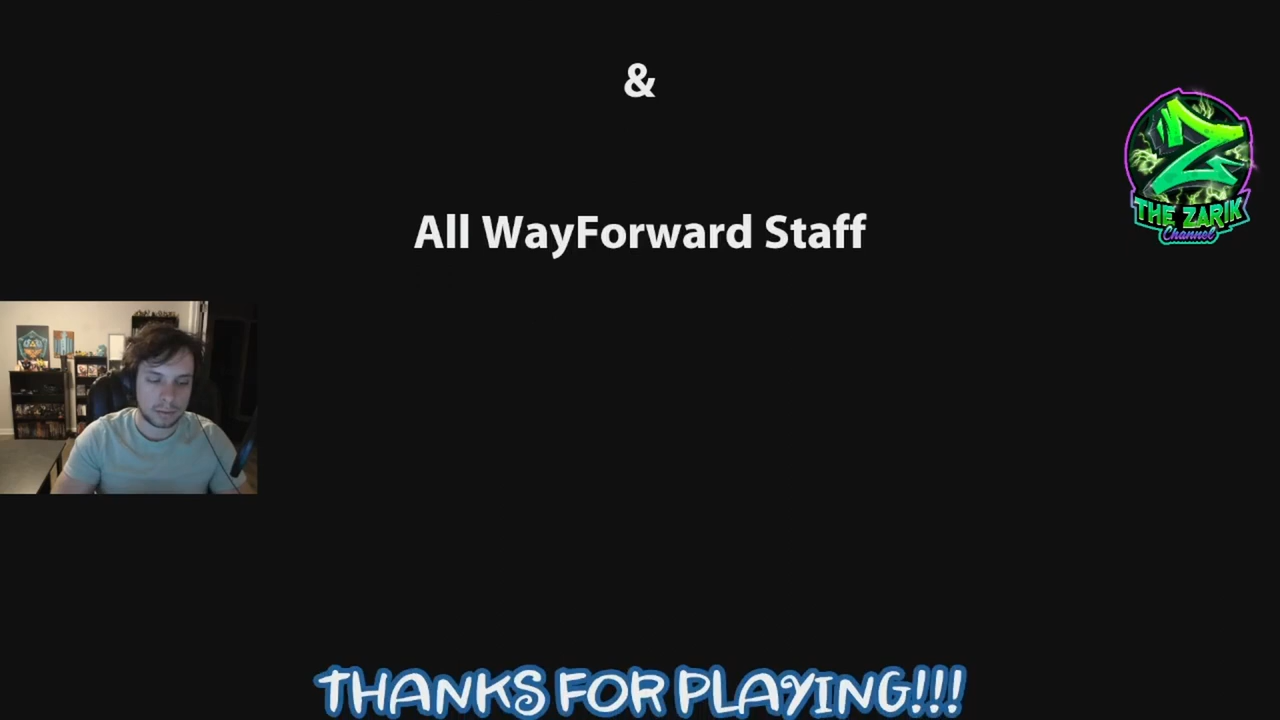 &
All WayForward Staff
THE ZARIK
Channel
THANKS FOR PLAYING!!!